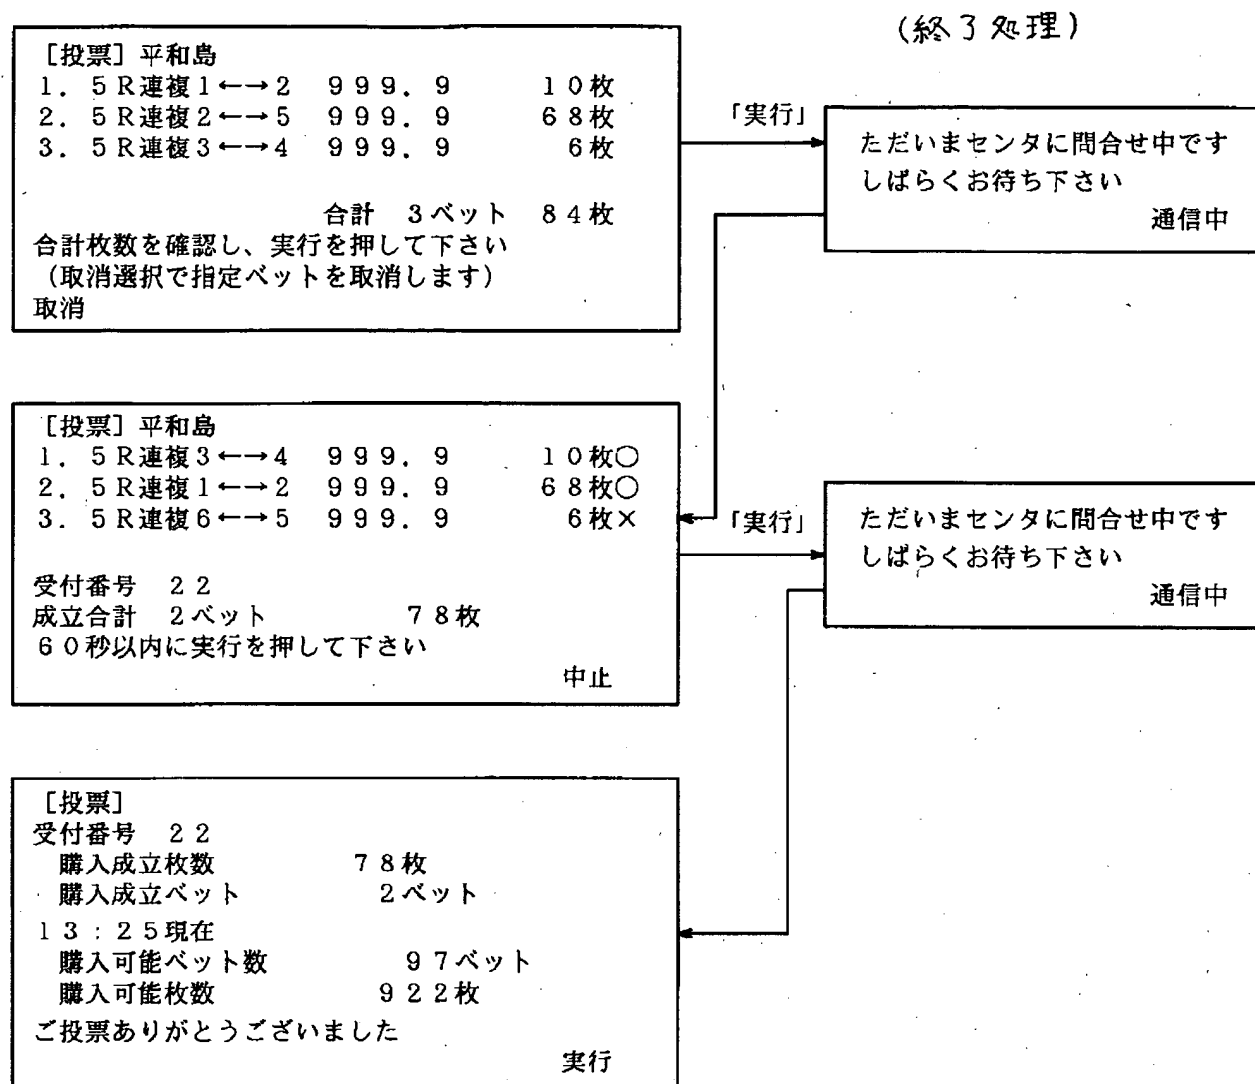 (終了処理)
［投票］平和島
１．５Ｒ連複１←→２　９９９．９　１０枚
２．５Ｒ連複２←→５　９９９．９　６８枚
３．５Ｒ連複３←→４　９９９．９　６枚
合計　３ベット　８４枚
合計枚数を確認し、実行を押して下さい
（取消選択で指定ベットを取消します）
取消
「実行」
ただいまセンタに問合せ中です
しばらくお待ち下さい
通信中
［投票］平和島
１．５Ｒ連複３←→４　９９９．９　１０枚○
２．５Ｒ連複１←→２　９９９．９　６８枚○
３．５Ｒ連複６←→５　９９９．９　６枚×
受付番号　２２
成立合計　２ベット　７８枚
６０秒以内に実行を押して下さい
中止
「実行」
ただいまセンタに問合せ中です
しばらくお待ち下さい
通信中
［投票］
受付番号　２２
購入成立枚数　７８枚
購入成立ベット　２ベット
１３：２５現在
購入可能ベット数　９７ベット
購入可能枚数　９２２枚
ご投票ありがとうございました
実行